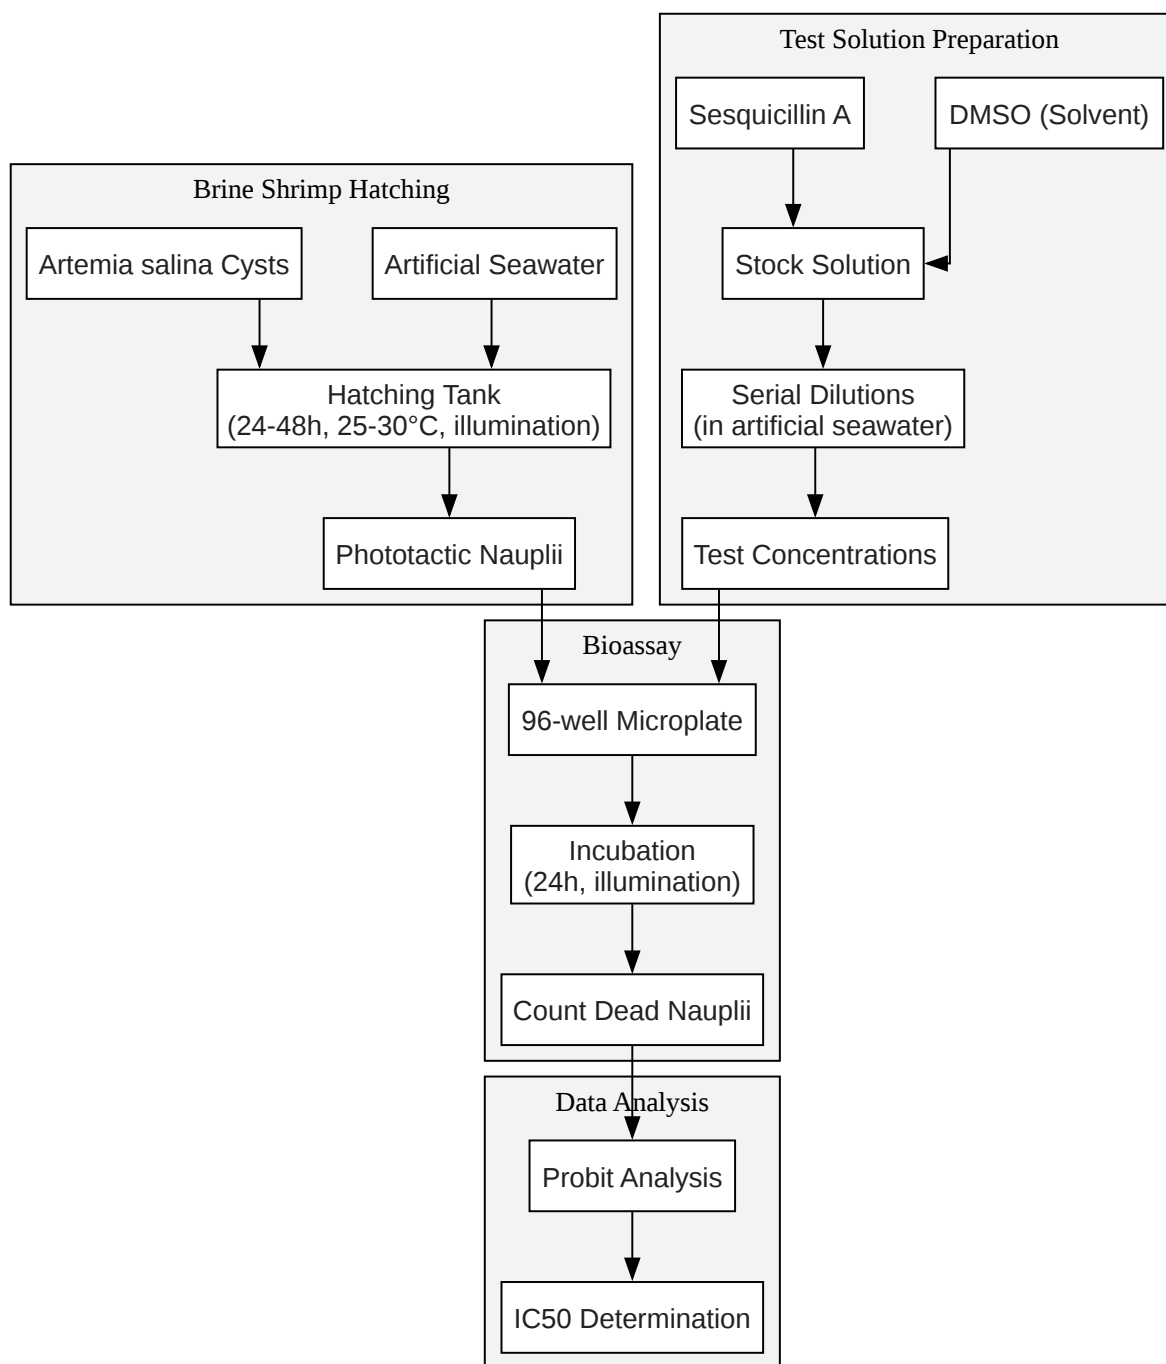 Test Solution Preparation
Sesquicillin A
DMSO (Solvent)
Brine Shrimp Hatching
Artemia salina Cysts
Artificial Seawater
Stock Solution
Hatching Tank
(24-48h, 25-30°C, illumination)
Serial Dilutions
(in artificial seawater)
Phototactic Nauplii
Test Concentrations
Bioassay
96-well Microplate
Incubation
(24h, illumination)
Count Dead Nauplii
Data Analysis
Probit Analysis
IC50 Determination